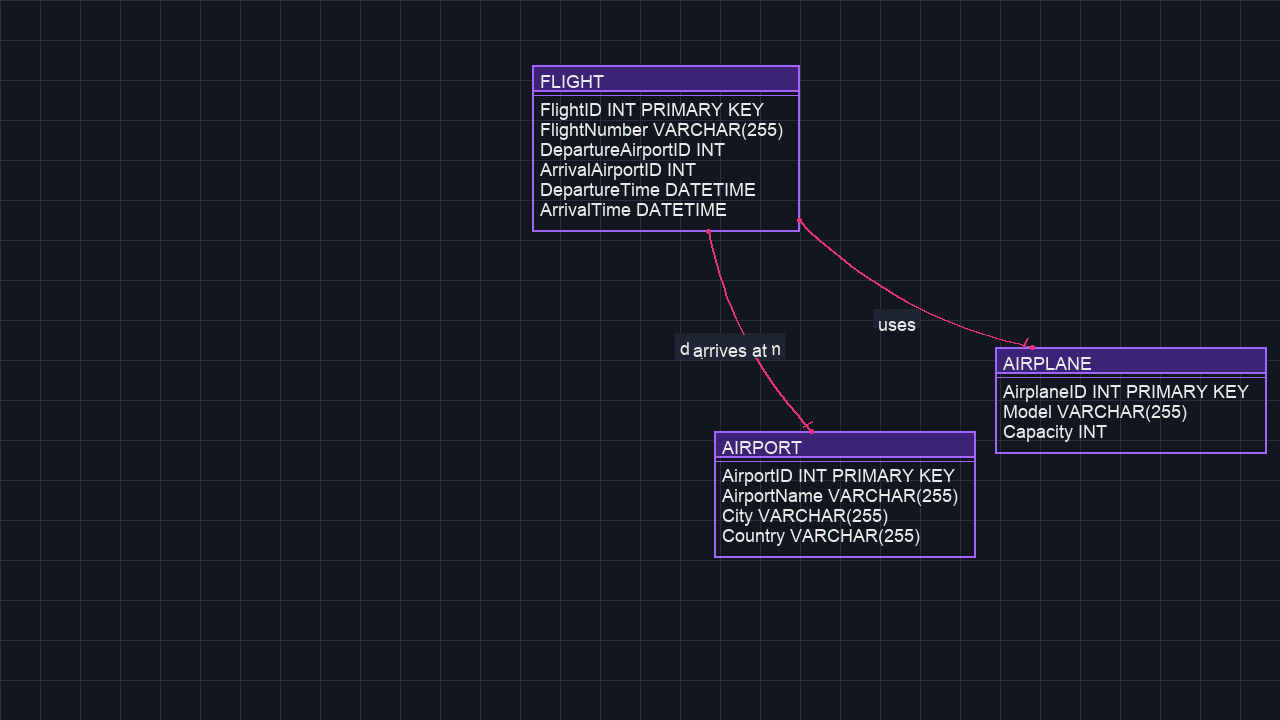 FLIGHT
FlightID INT PRIMARY KEY
FlightNumber VARCHAR(255)
DepartureAirportID INT
ArrivalAirportID INT
DepartureTime DATETIME
ArrivalTime DATETIME
uses
arrives at
AIRPLANE
AirplaneID INT PRIMARY KEY
Model VARCHAR(255)
Capacity INT
AIRPORT
AirportID INT PRIMARY KEY
AirportName VARCHAR(255)
City VARCHAR(255)
Country VARCHAR(255)